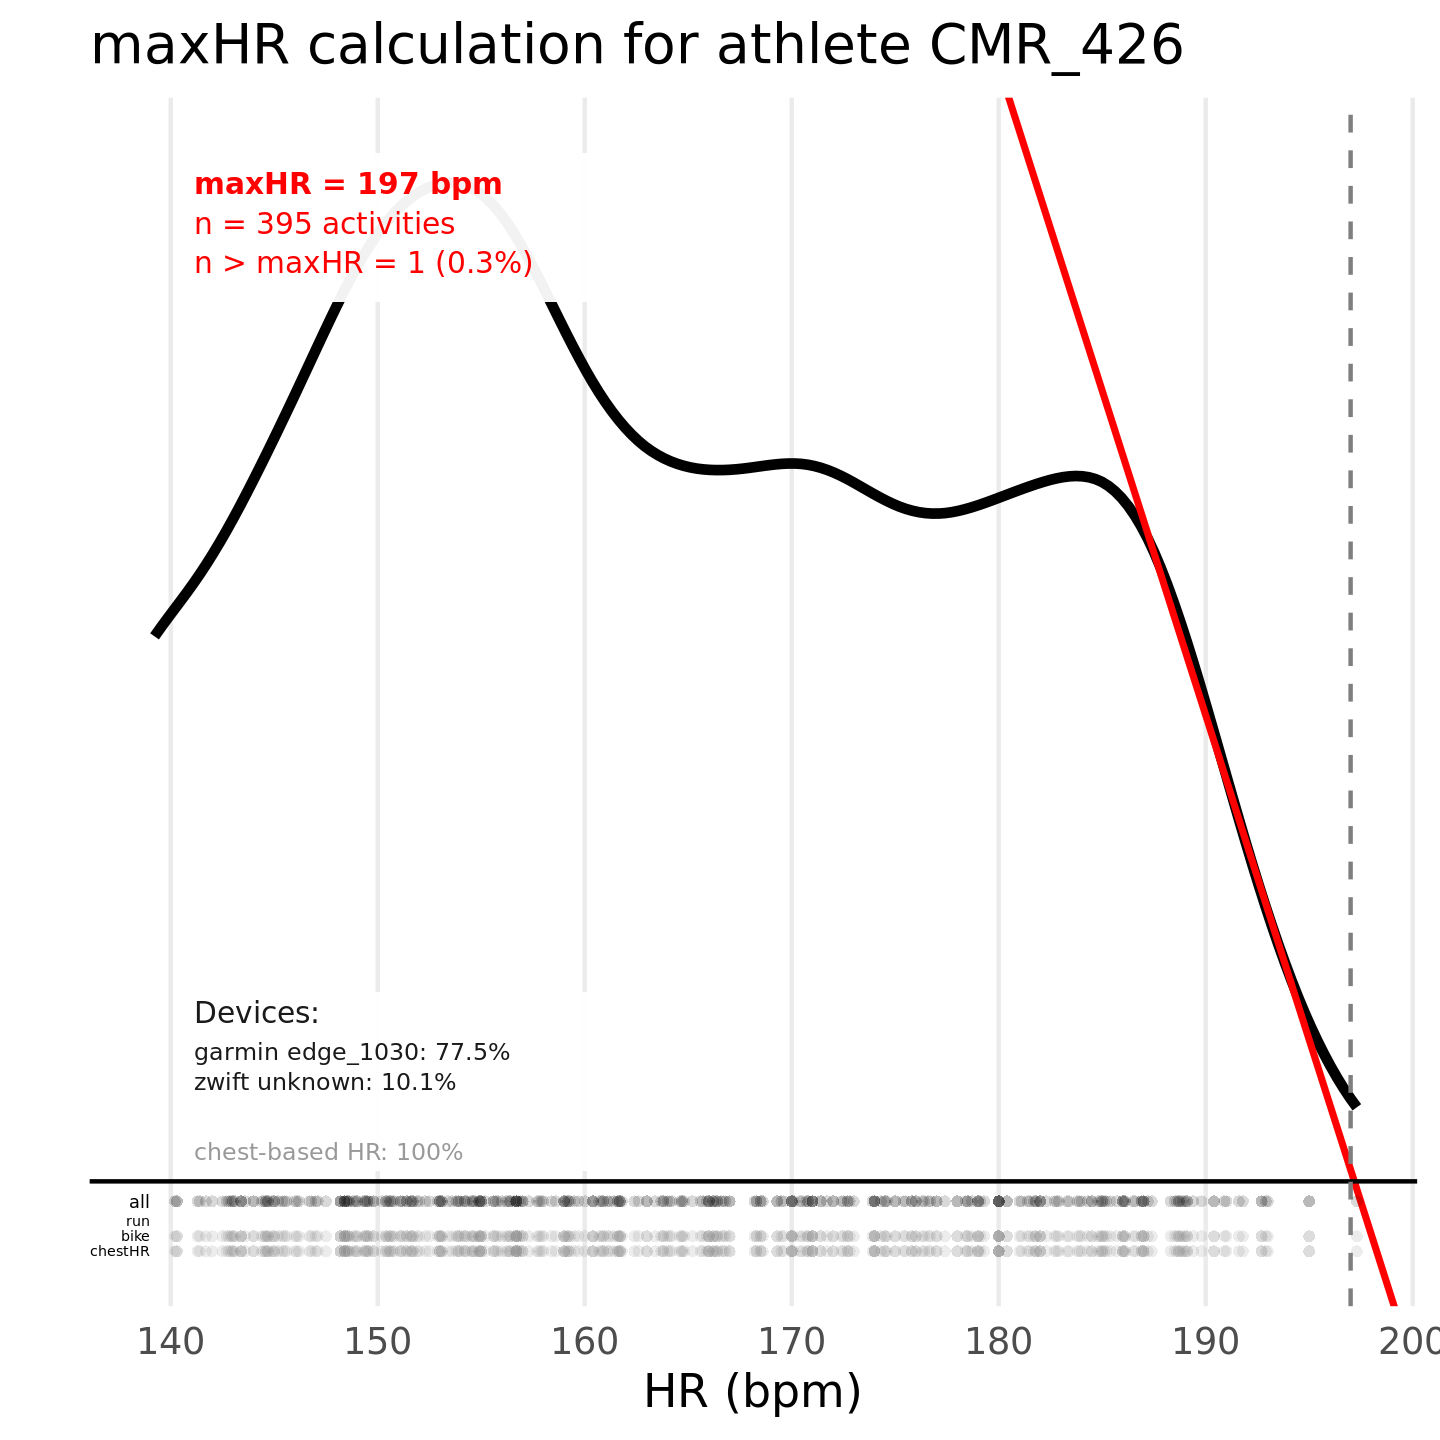 maxHR calculation for athlete CMR_426
maxHR = 197 bpm
n = 395 activities
n > maxHR = 1 (0.3%)
Devices:
garmin edge_1030: 77.5%
zwift unknown: 10.1%
chest-based HR: 100%
all
run
bike
chestHR
140 150 160 170 180 190 200
HR (bpm)